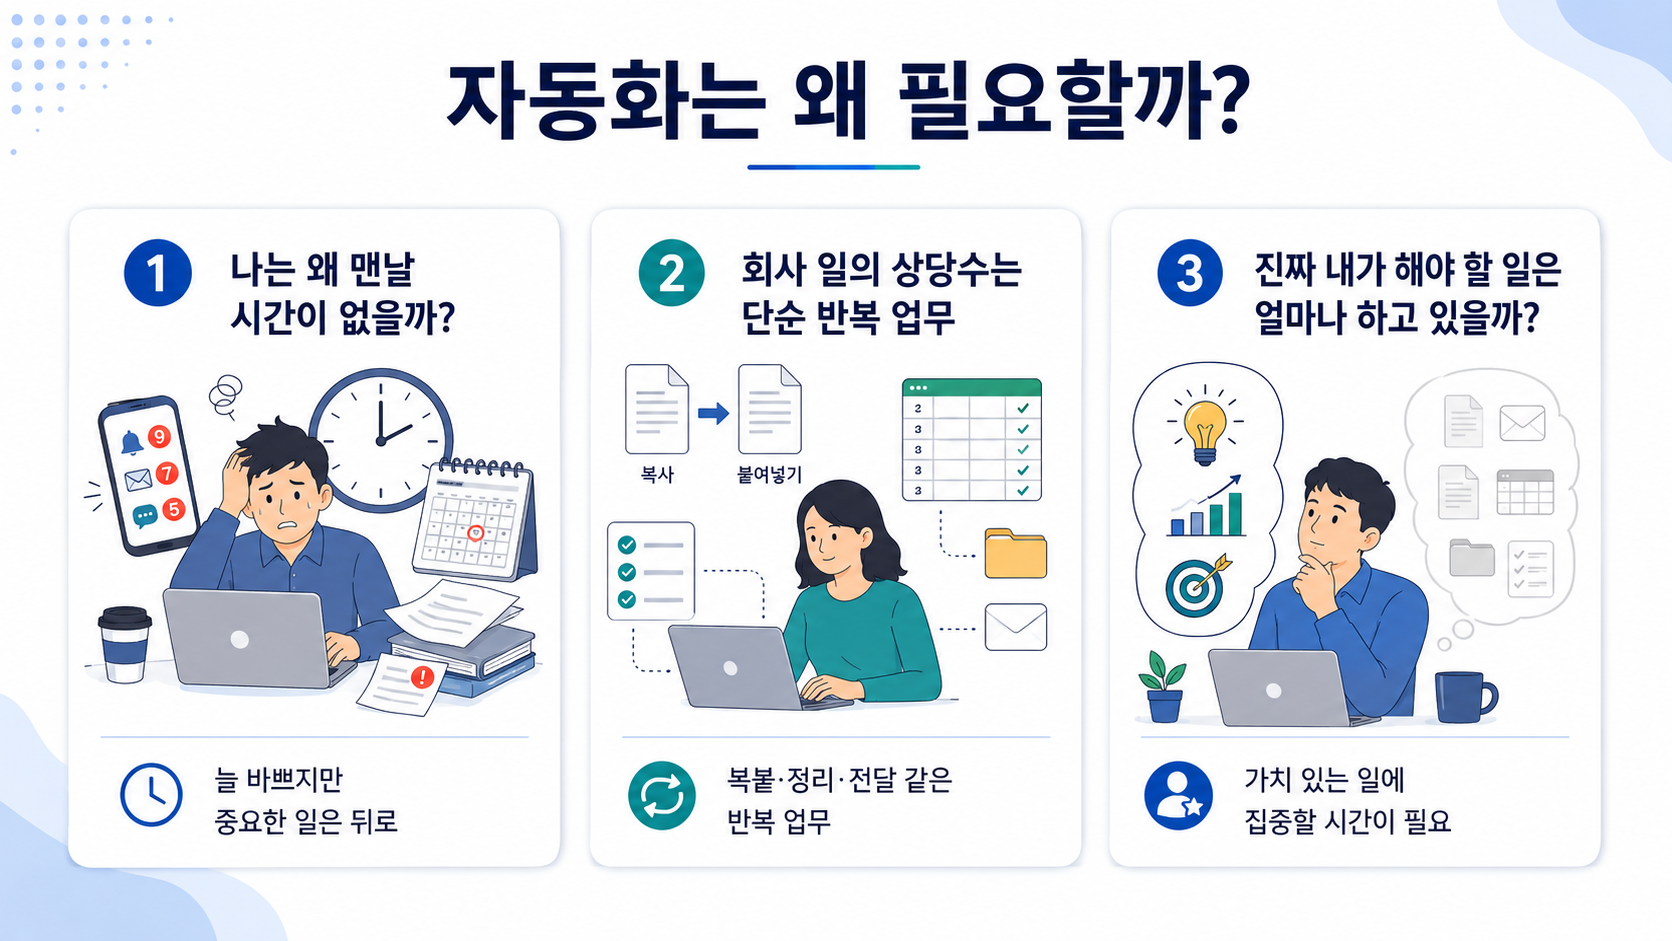 자동화는 왜 필요할까?
1
나는 왜 맨날
시간이 없을까?
9
7
5
!
늘 바쁘지만
중요한 일은 뒤로
2
회사 일의 상당수는
단순 반복 업무
복사
붙여넣기
2
3
3
3
3
복붙·정리·전달 같은
반복 업무
3
진짜 내가 해야 할 일은
얼마나 하고 있을까?
가치 있는 일에
집중할 시간이 필요